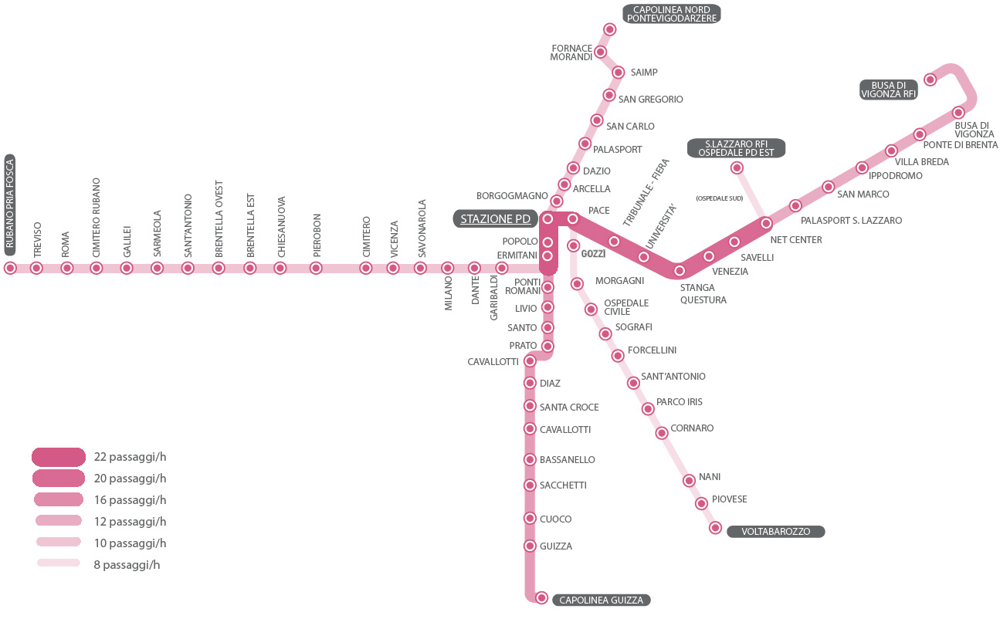 CAPOLINEA NORD
PONTEVIGODARZERE
FORNACE
MORANDI
SAIMP
SAN GREGORIO
SAN CARLO
PALASPORT
DAZIO
ARCELLA
BORGOGMAGNO
STAZIONE PD
PACE
POPOLO
ERMITANI
GOZZÌ
TRIBUNALE - FIERA
UNIVERSITA'
STANGA
QUESTURA
VENEZIA
SAVELLI
NET CENTER
(OSPEDALE SUD)
S.LAZZARO RFI
OSPEDALE PD EST
PALASPORT S. LAZZARO
SAN MARCO
IPPODROMO
VILLA BREDA
PONTE DI BRENTA
BUSA DI
VIGONZA
BUSA DI
VIGONZA RFI
RUBANO PRIA FOSCA
TREVISO
ROMA
CIMITERO RUBANO
GALILEI
SARMEOLA
SANT'ANTONIO
BRENTELLA OVEST
BRENTELLA EST
CHIESANUOVA
PIEROBON
CIMITERO
VICENZA
SAVONAROLA
MILANO
DANTE
GARIBALDI
PONTI
ROMANI
LIVIO
SANTO
PRATO
CAVALLOTTI
DIAZ
SANTA CROCE
CAVALLOTTI
BASSANELLO
SACCHETTI
CUOCO
GUIZZA
CAPOLINEA GUIZZA
MORGAGNI
OSPEDALE
CIVILE
SOGRAFI
FORCELLINI
SANT'ANTONIO
PARCO IRIS
CORNARO
NANI
PIOVESE
VOLTABAROZZO
22 passaggi/h
20 passaggi/h
16 passaggi/h
12 passaggi/h
10 passaggi/h
8 passaggi/h